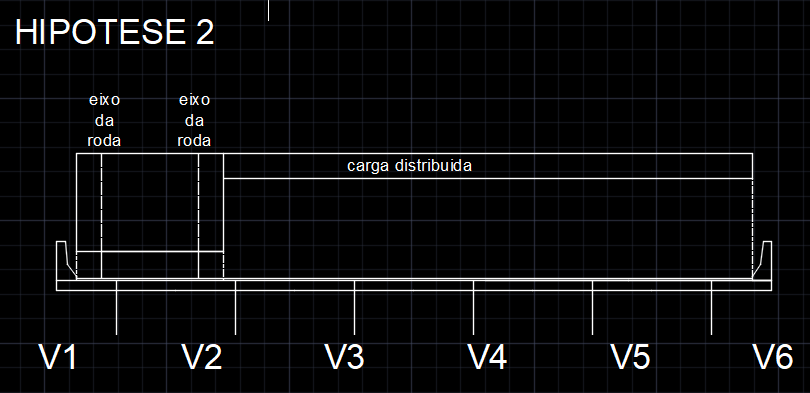 HIPOTESE 2
eixo
da
roda
eixo
da
roda
carga distribuida
V1 V2 V3 V4 V5 V6